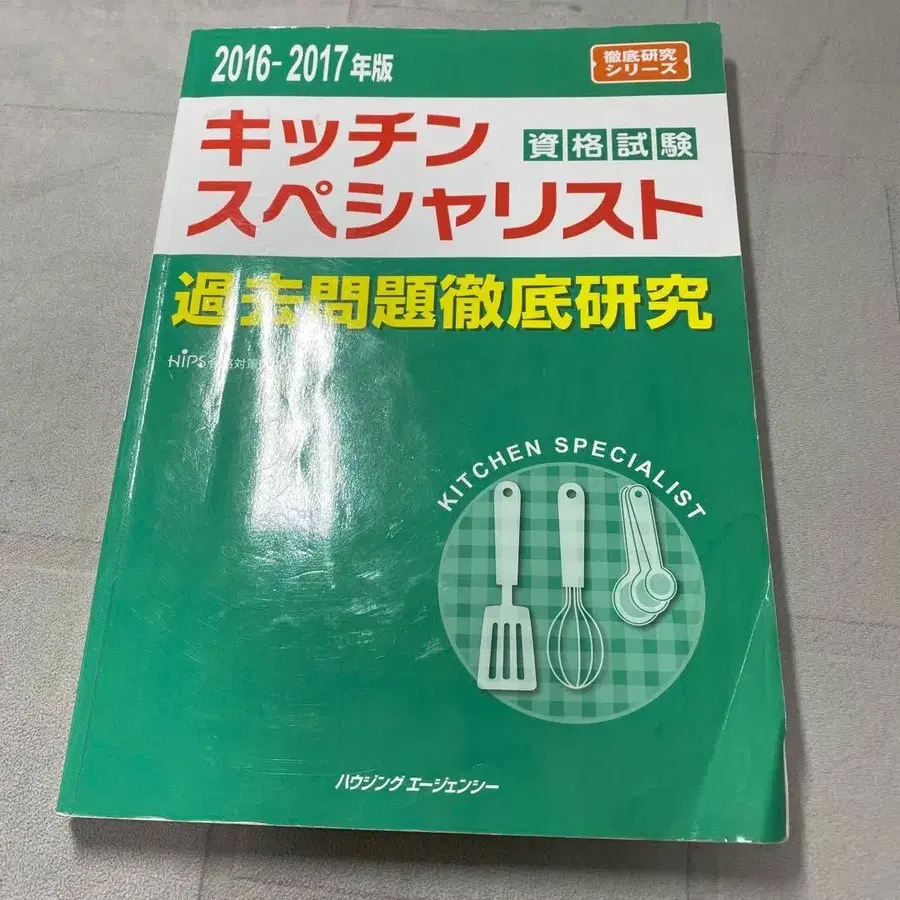 2016-2017年版
徹底研究
シリーズ
キッチン
資格試験
スペシャリスト
過去問題徹底研究
HIPS
KITCHEN SPECIALIST
ハウジングエージェンシー